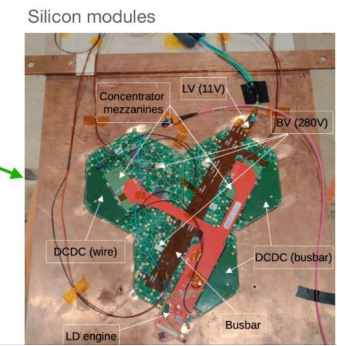 Silicon modules
LV (11V)
Concentrator
mezzanines
BV (280V)
DCDC (wire)
DCDC (busbar)
Busbar
LD engine